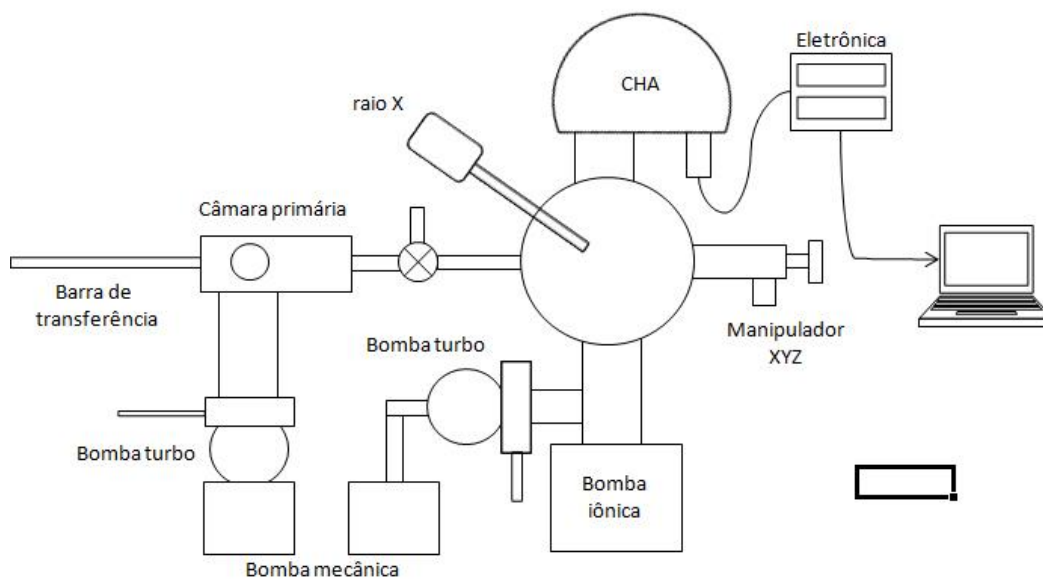 Eletrônica
CHA
raio X
Câmara primária
Barra de
transferência
Manipulador
XYZ
Bomba turbo
Bomba turbo
Bomba
iônica
Bomba mecânica